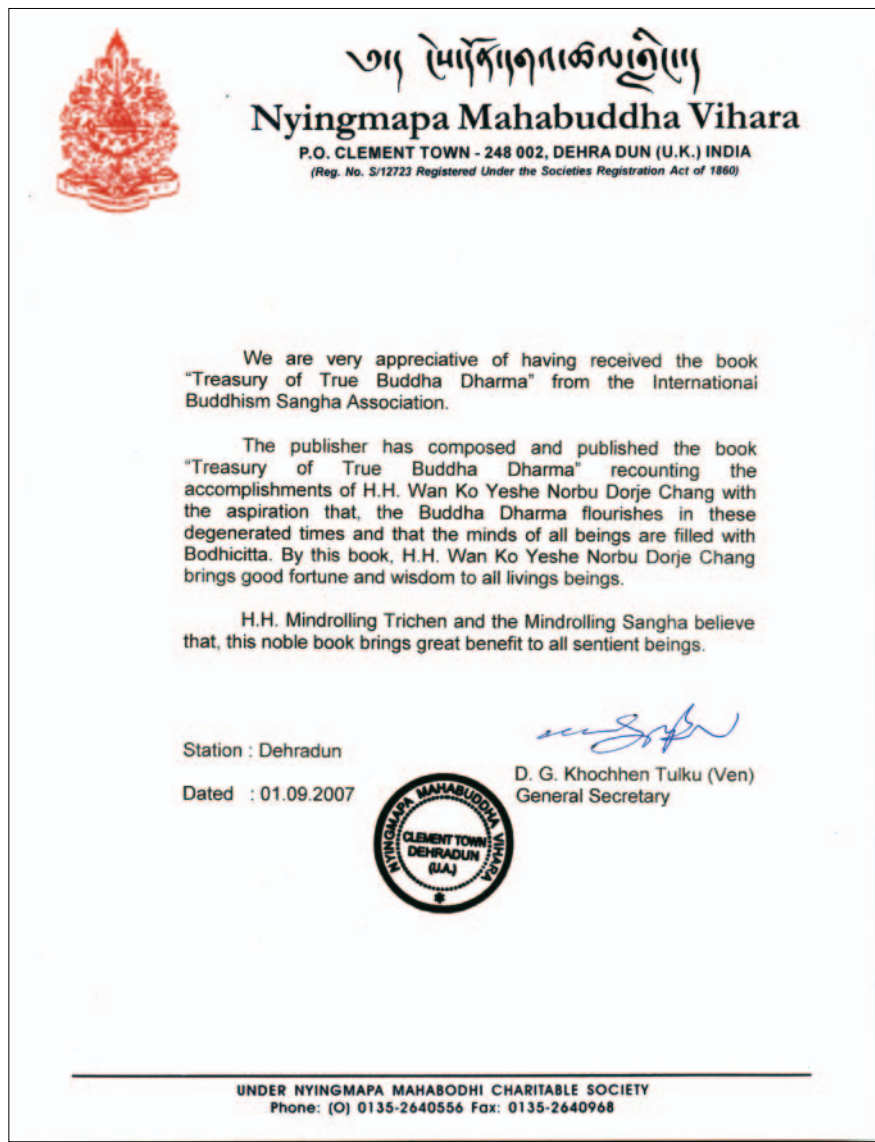 Nyingmapa Mahabuddha Vihara
P.O. CLEMENT TOWN - 248 002, DEHRA DUN (U.K.) INDIA
(Reg. No. S/12723 Registered Under the Societies Registration Act of 1860)
We are very appreciative of having received the book
“Treasury of True Buddha Dharma” from the International
Buddhism Sangha Association.
The publisher has composed and published the book
“Treasury of True Buddha Dharma” recounting the
accomplishments of H.H. Wan Ko Yeshe Norbu Dorje Chang with
the aspiration that, the Buddha Dharma flourishes in these
degenerated times and that the minds of all beings are filled with
Bodhicitta. By this book, H.H. Wan Ko Yeshe Norbu Dorje Chang
brings good fortune and wisdom to all livings beings.
H.H. Mindrolling Trichen and the Mindrolling Sangha believe
that, this noble book brings great benefit to all sentient beings.
Station : Dehradun
Dated : 01.09.2007
D. G. Khochhen Tulku (Ven)
General Secretary
NYINGMAPA MAHABUDDHA VIHARA
CLEMENT TOWN
DEHRADUN
(U.A.)
UNDER NYINGMAPA MAHABODHI CHARITABLE SOCIETY
Phone: (O) 0135-2640556 Fax: 0135-2640968